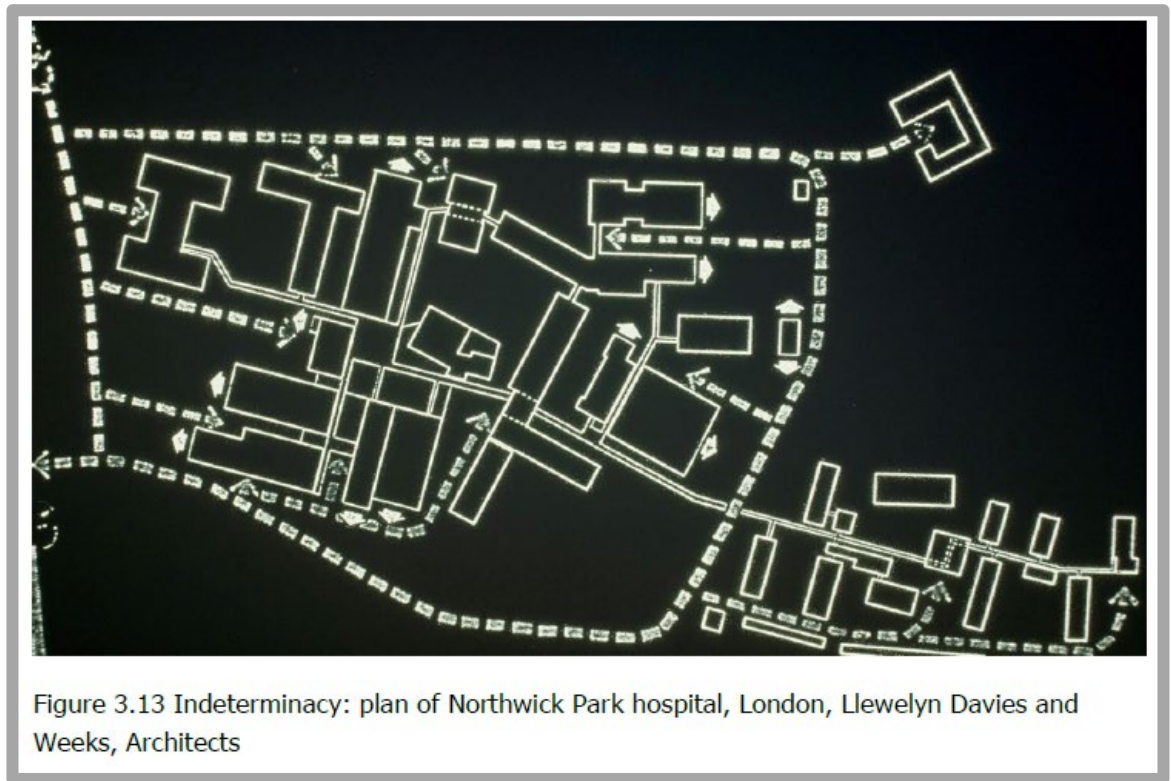 Figure 3.13 Indeterminacy: plan of Northwick Park hospital, London, Llewelyn Davies and
Weeks, Architects